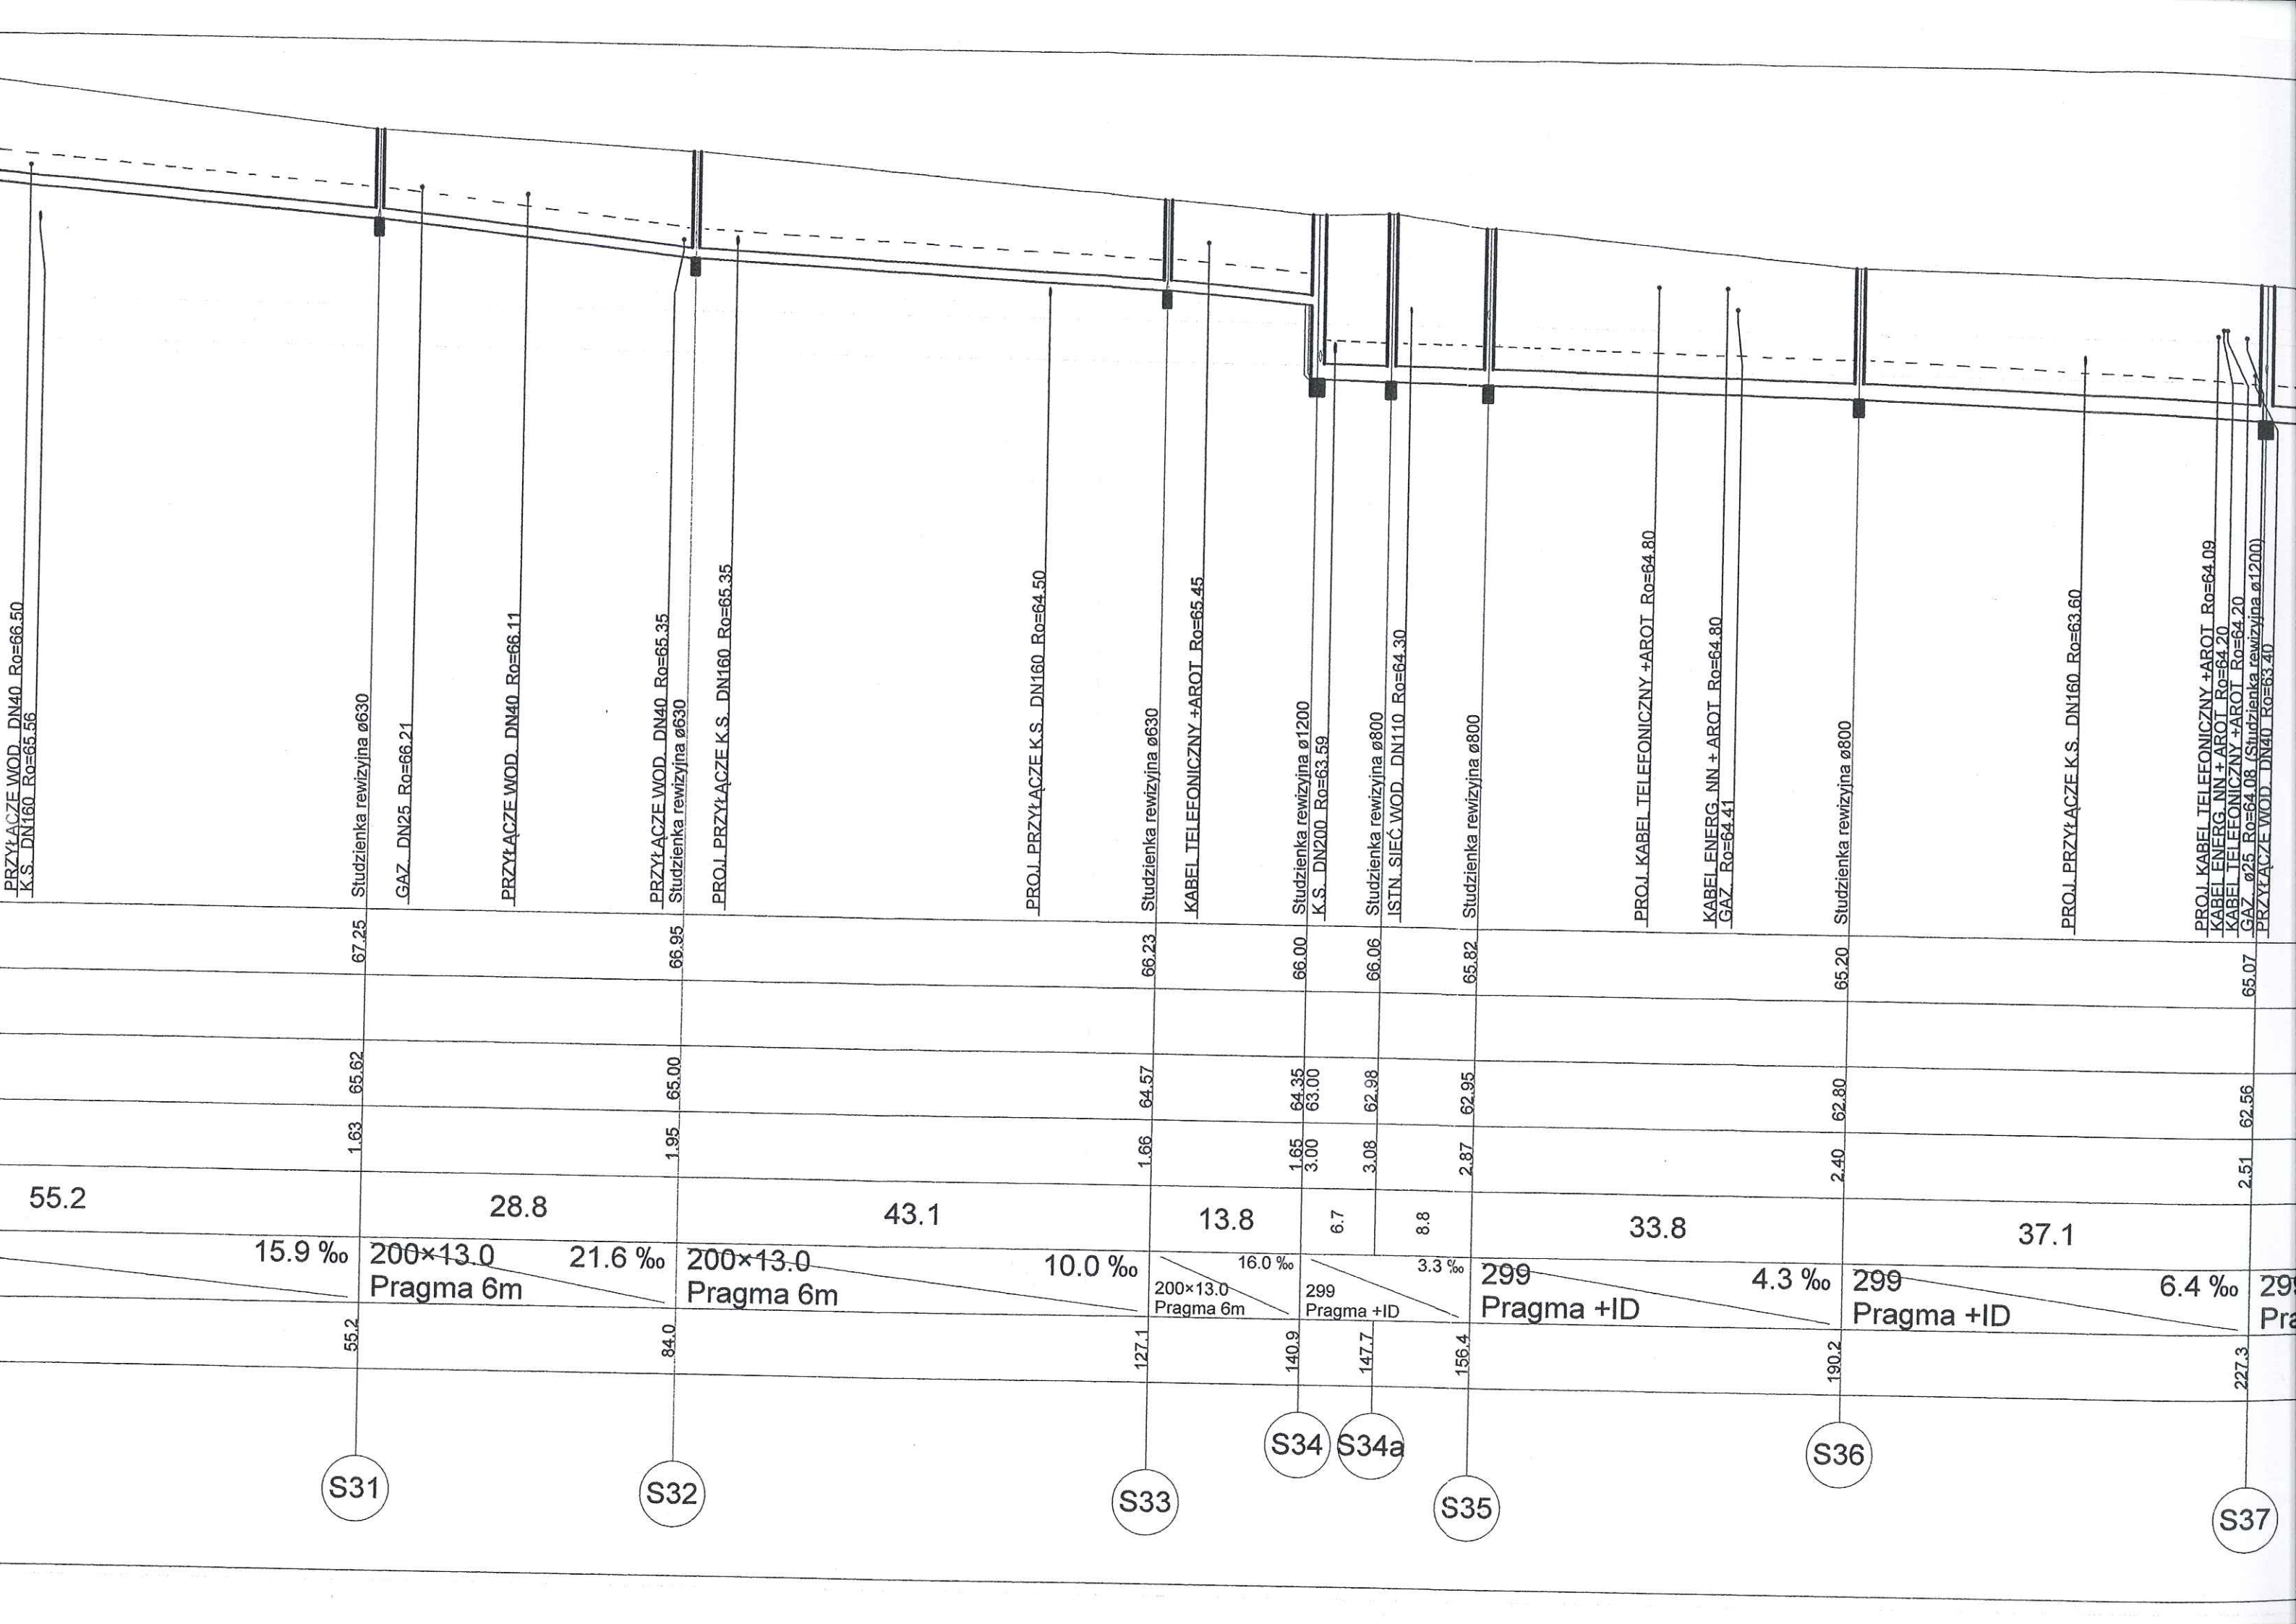 PRZYŁĄCZE WOD. DN40 Ro=66.50
K.S. DN160 Ro=65.56
Studzienka rewizyjna ø630
GAZ. DN25 Ro=66.21
PRZYŁĄCZE WOD. DN40 Ro=66.11
PRZYŁĄCZE WOD. DN40 Ro=65.35
Studzienka rewizyjna ø630
PROJ. PRZYŁĄCZE K.S. DN160 Ro=65.35
PROJ. PRZYŁĄCZE K.S. DN160 Ro=64.50
Studzienka rewizyjna ø630
KABEL TELEFONICZNY +AROT Ro=65.45
Studzienka rewizyjna ø1200
K.S. DN200 Ro=63.59
Studzienka rewizyjna ø800
ISTN. SIEĆ WOD. DN110 Ro=64.30
Studzienka rewizyjna ø800
PROJ. KABEL TELEFONICZNY +AROT Ro=64.80
KABEL ENERG. NN + AROT Ro=64.80
GAZ. Ro=64.41
Studzienka rewizyjna ø800
PROJ. PRZYŁĄCZE K.S. DN160 Ro=63.60
PROJ. KABEL TELEFONICZNY +AROT Ro=64.09
KABEL ENERG. NN + AROT Ro=64.20
KABEL TELEFONICZNY +AROT Ro=64.20
GAZ. ø25 Ro=64.08 (Studzienka rewizyjna ø1200)
PRZYŁĄCZE WOD. DN40 Ro=63.40
67.25 66.95 66.23 66.00 66.06 65.82 65.20 65.07
65.62 65.00 64.57 64.35 63.00 62.98 62.95 62.80 62.56
1.63 1.95 1.66 1.65 3.00 3.08 2.87 2.40 2.51
55.2 28.8 43.1 13.8 6.7 8.8 33.8 37.1
15.9 ‰ 200×13.0 21.6 ‰ 200×13.0 10.0 ‰ 200×13.0 16.0 ‰ 299 3.3 ‰ 299 4.3 ‰ 299 6.4 ‰ 29
Pragma 6m Pragma 6m Pragma 6m Pragma +ID Pragma +ID Pragma +ID Pra
55.2 84.0 127.1 140.9 147.7 156.4 190.2 227.3
S31 S32 S33 S34 S34a S35 S36 S37